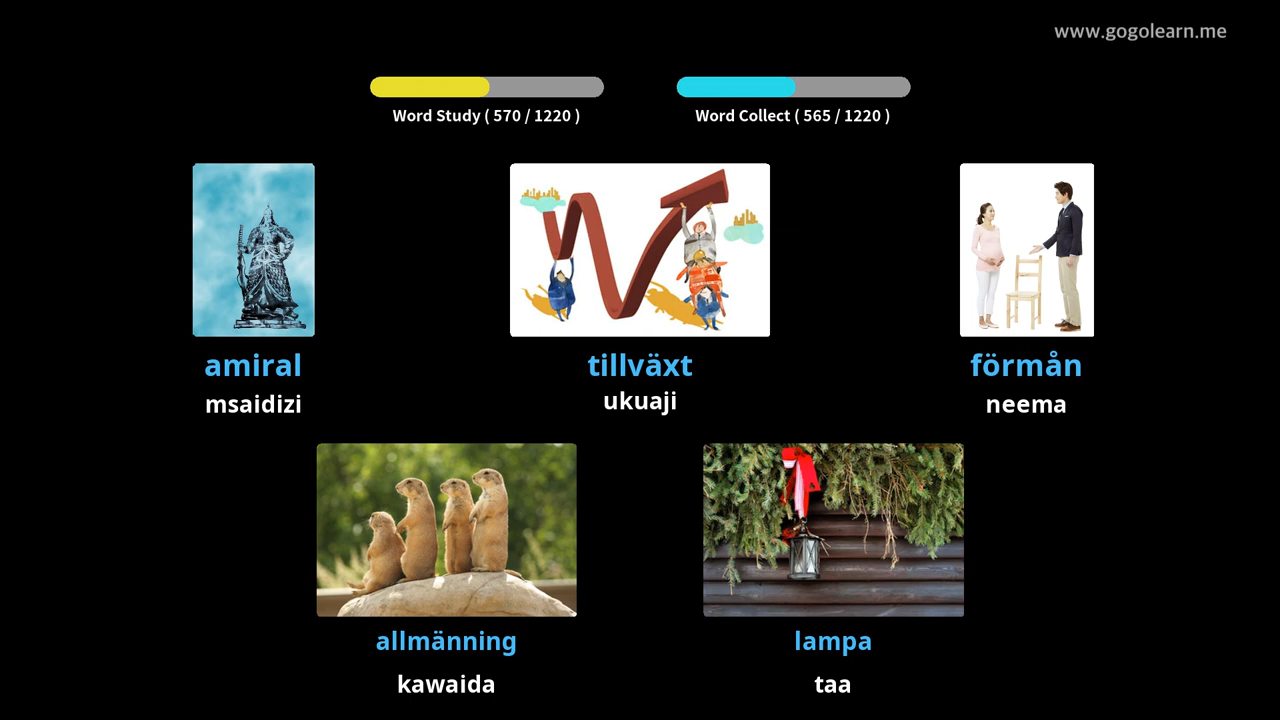 www.gogolearn.me
Word Study ( 570 / 1220 )
Word Collect ( 565 / 1220 )
amiral
msaidizi
tillväxt
ukuaji
förmån
neema
allmänning
kawaida
lampa
taa